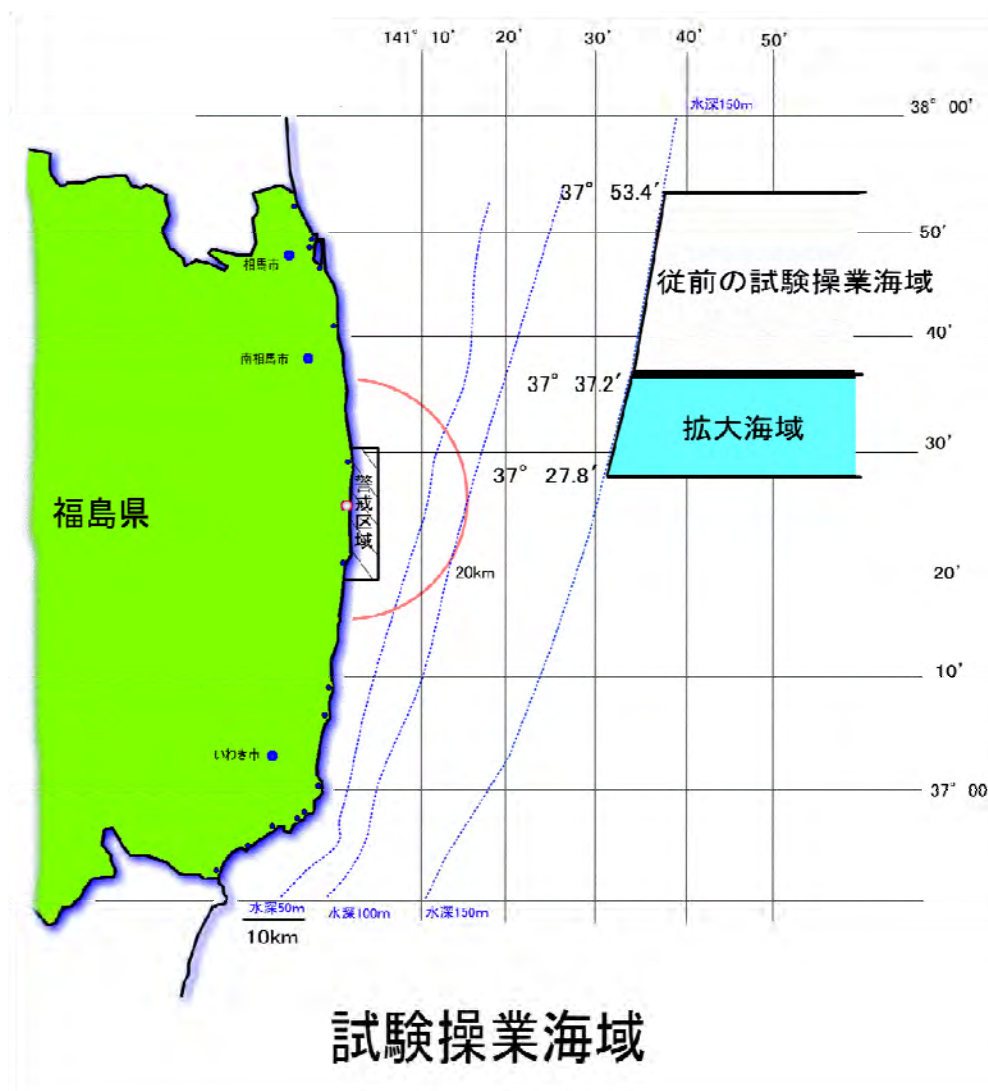 141° 10′ 20′ 30′ 40′ 50′
水深150m
38° 00′
37° 53.4′
50′
相馬市
従前の試験操業海域
40′
南相馬市
37° 37.2′
拡大海域
30′
37° 27.8′
警戒区域
福島県
20km
20′
10′
いわき市
37° 00
水深50m
水深100m
水深150m
10km
試験操業海域